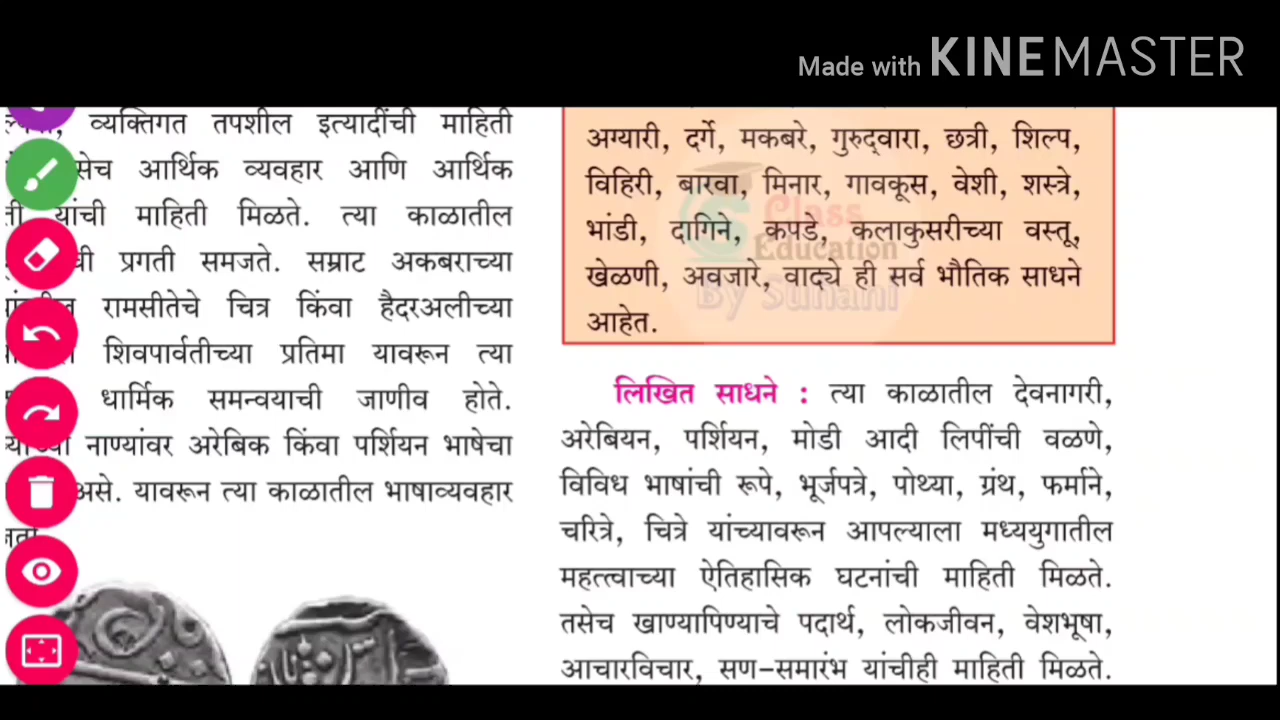 Made with KINEMASTER
व्यक्तिगत तपशील इत्यादींची माहिती
आर्थिक व्यवहार आणि आर्थिक
यांची माहिती मिळते. त्या काळातील
प्रगती समजते. सम्राट अकबराच्या
रामसीतेचे चित्र किंवा हैदरअलीच्या
शिवपार्वतीच्या प्रतिमा यावरून त्या
धार्मिक समन्वयाची जाणीव होते.
नाण्यांवर अरेबिक किंवा पर्शियन भाषेचा
असे. यावरून त्या काळातील भाषाव्यवहार
अग्यारी, दर्गे, मकबरे, गुरुद्वारा, छत्री, शिल्प,
विहिरी, बारवा, मिनार, गावकूस, वेशी, शस्त्रे,
भांडी, दागिने, कपडे, कलाकुसरीच्या वस्तू,
खेळणी, अवजारे, वाद्ये ही सर्व भौतिक साधने
आहेत.
Class
Education
By Suhani
लिखित साधने : त्या काळातील देवनागरी,
अरेबियन, पर्शियन, मोडी आदी लिपींची वळणे,
विविध भाषांची रूपे, भूर्जपत्रे, पोथ्या, ग्रंथ, फर्माने,
चरित्रे, चित्रे यांच्यावरून आपल्याला मध्ययुगातील
महत्त्वाच्या ऐतिहासिक घटनांची माहिती मिळते.
तसेच खाण्यापिण्याचे पदार्थ, लोकजीवन, वेशभूषा,
आचारविचार, सण-समारंभ यांचीही माहिती मिळते.